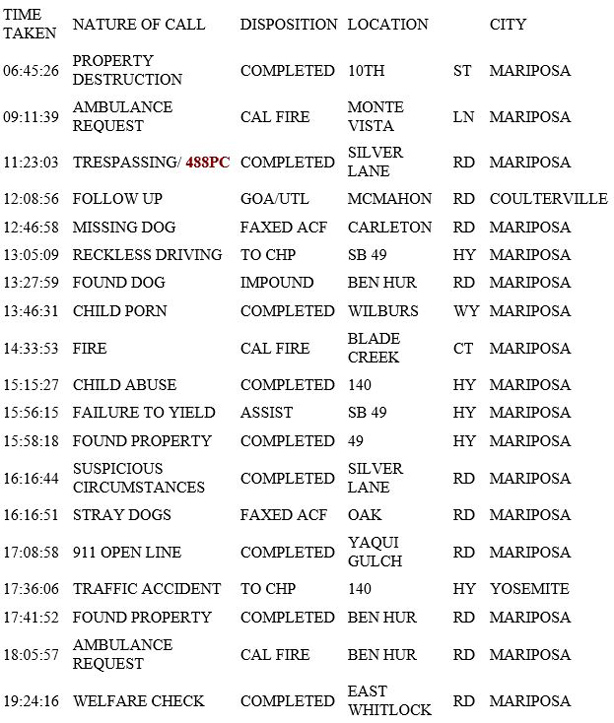 TIME TAKEN NATURE OF CALL DISPOSITION LOCATION CITY
06:45:26 PROPERTY DESTRUCTION COMPLETED 10TH ST MARIPOSA
09:11:39 AMBULANCE REQUEST CAL FIRE MONTE VISTA LN MARIPOSA
11:23:03 TRESPASSING/ 488PC COMPLETED SILVER LANE RD MARIPOSA
12:08:56 FOLLOW UP GOA/UTL MCMAHON RD COULTERVILLE
12:46:58 MISSING DOG FAXED ACF CARLETON RD MARIPOSA
13:05:09 RECKLESS DRIVING TO CHP SB 49 HY MARIPOSA
13:27:59 FOUND DOG IMPOUND BEN HUR RD MARIPOSA
13:46:31 CHILD PORN COMPLETED WILBURS WY MARIPOSA
14:33:53 FIRE CAL FIRE BLADE CREEK CT MARIPOSA
15:15:27 CHILD ABUSE COMPLETED 140 HY MARIPOSA
15:56:15 FAILURE TO YIELD ASSIST SB 49 HY MARIPOSA
15:58:18 FOUND PROPERTY COMPLETED 49 HY MARIPOSA
16:16:44 SUSPICIOUS CIRCUMSTANCES COMPLETED SILVER LANE RD MARIPOSA
16:16:51 STRAY DOGS FAXED ACF OAK RD MARIPOSA
17:08:58 911 OPEN LINE COMPLETED YAQUI GULCH RD MARIPOSA
17:36:06 TRAFFIC ACCIDENT TO CHP 140 HY YOSEMITE
17:41:52 FOUND PROPERTY COMPLETED BEN HUR RD MARIPOSA
18:05:57 AMBULANCE REQUEST CAL FIRE BEN HUR RD MARIPOSA
19:24:16 WELFARE CHECK COMPLETED EAST WHITLOCK RD MARIPOSA